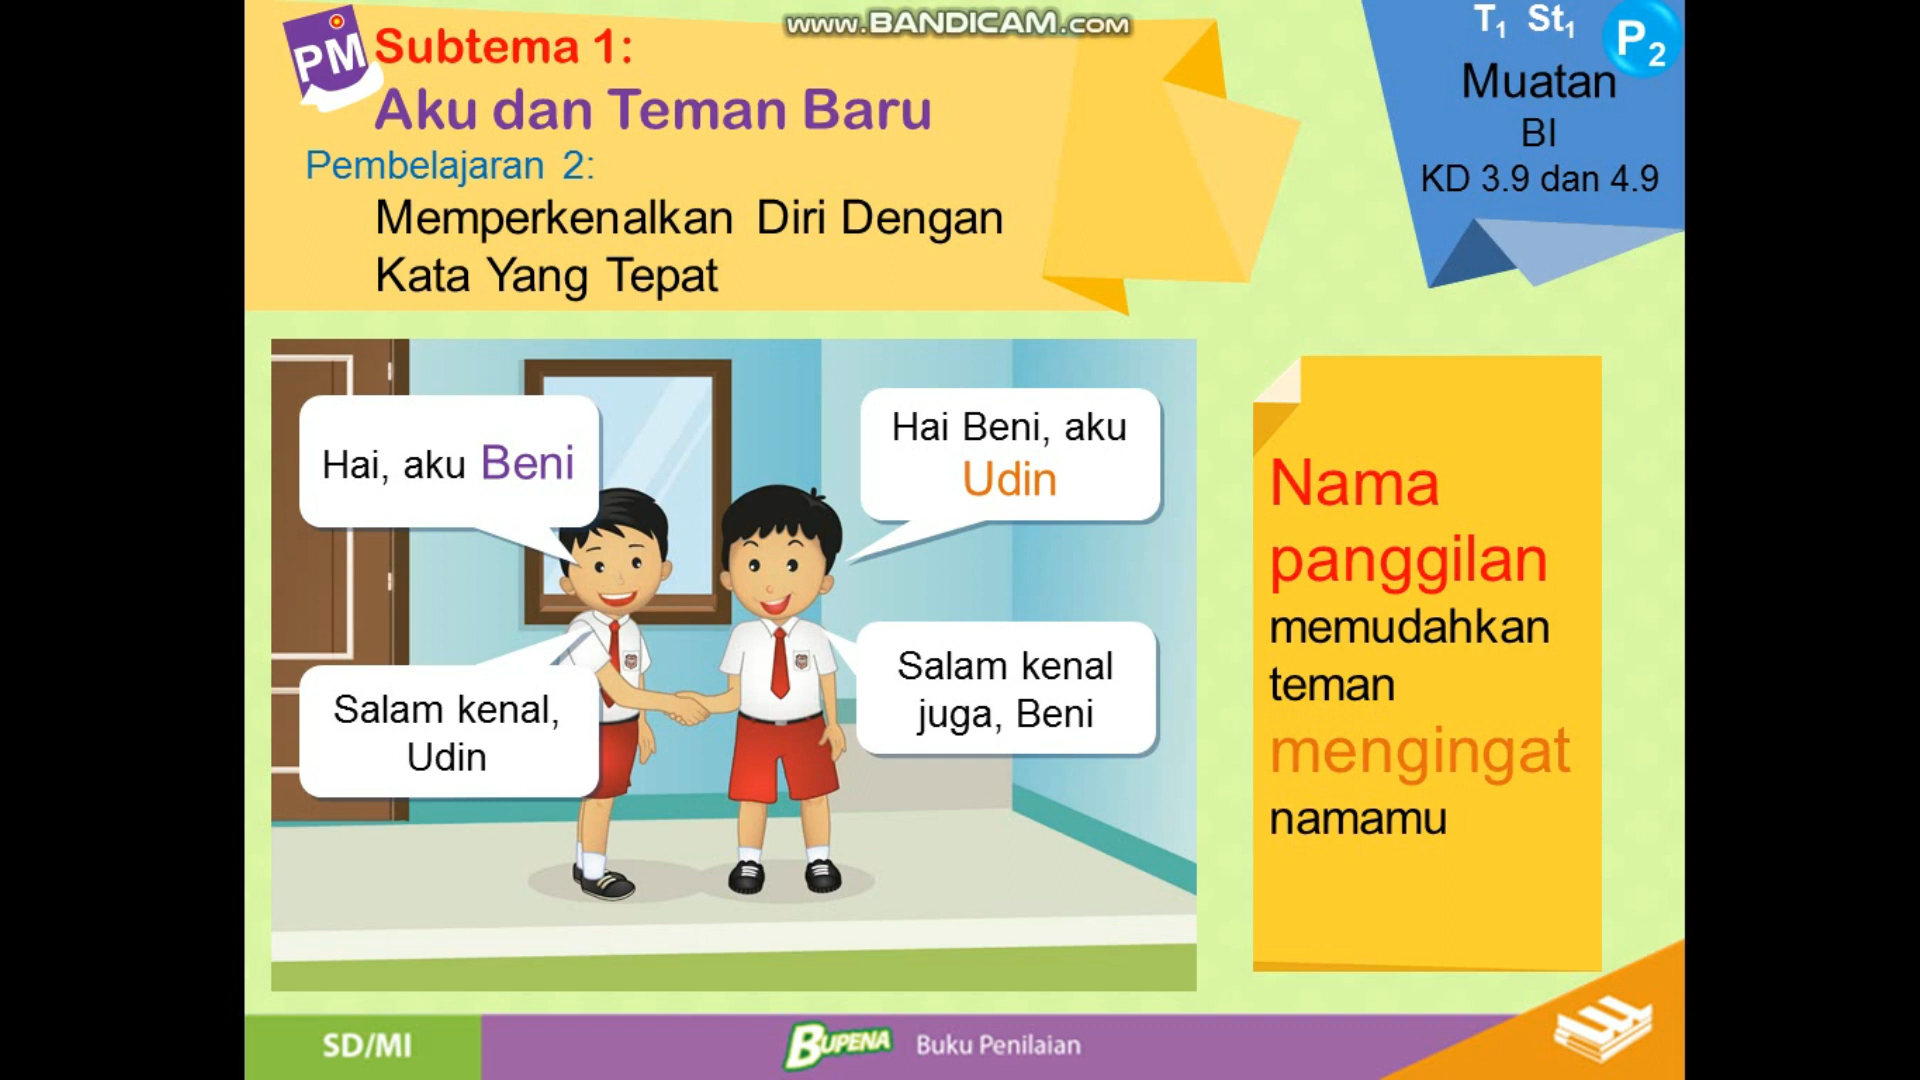 www.BANDICAM.com
PM
Subtema 1:
Aku dan Teman Baru
Pembelajaran 2:
Memperkenalkan Diri Dengan
Kata Yang Tepat
T1 St1
P2
Muatan
BI
KD 3.9 dan 4.9
Hai, aku Beni
Hai Beni, aku
Udin
Salam kenal,
Udin
Salam kenal
juga, Beni
Nama
panggilan
memudahkan
teman
mengingat
namamu
SD/MI
BUPENA
Buku Penilaian